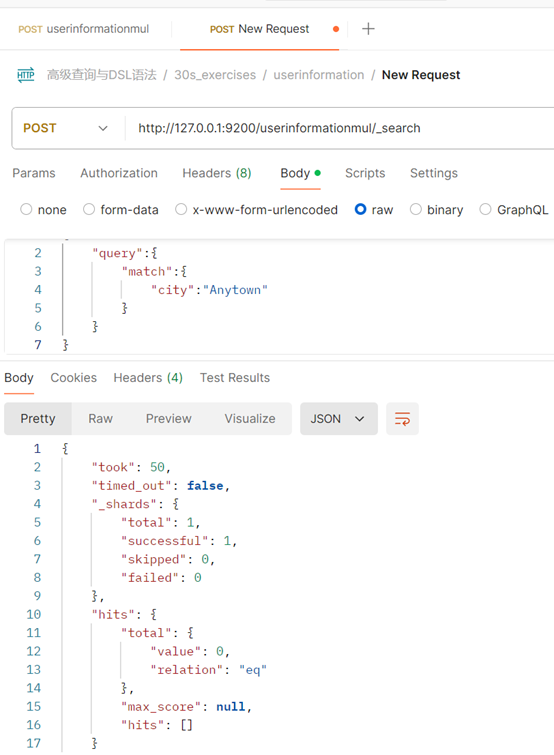 POST userinformationmul POST New Request
HTTP 高级查询与DSL语法 / 30s_exercises / userinformation / New Request
POST http://127.0.0.1:9200/userinformationmul/_search
Params Authorization Headers (8) Body Scripts Settings
none form-data x-www-form-urlencoded raw binary GraphQL
2 "query":{
3 "match":{
4 "city":"Anytown"
5 }
6 }
7 }
Body Cookies Headers (4) Test Results
Pretty Raw Preview Visualize JSON
1 {
2 "took": 50,
3 "timed_out": false,
4 "_shards": {
5 "total": 1,
6 "successful": 1,
7 "skipped": 0,
8 "failed": 0
9 },
10 "hits": {
11 "total": {
12 "value": 0,
13 "relation": "eq"
14 },
15 "max_score": null,
16 "hits": []
17 }